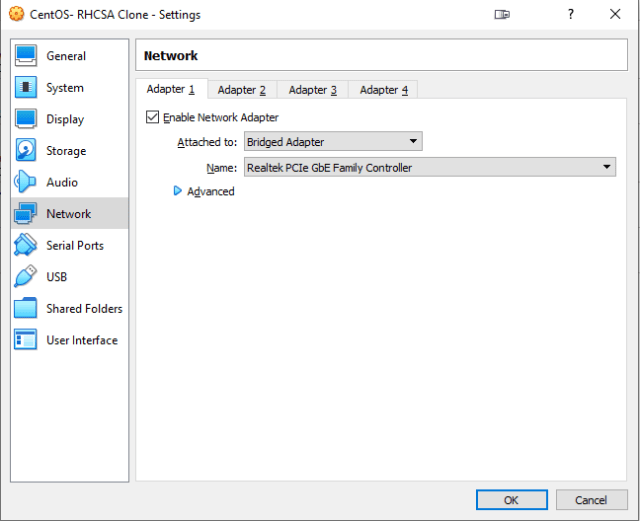 CentOS- RHCSA Clone - Settings
?
General
System
Display
Storage
Audio
Network
Serial Ports
USB
Shared Folders
User Interface
Network
Adapter 1 Adapter 2 Adapter 3 Adapter 4
Enable Network Adapter
Attached to: Bridged Adapter
Name: Realtek PCIe GbE Family Controller
Advanced
OK Cancel